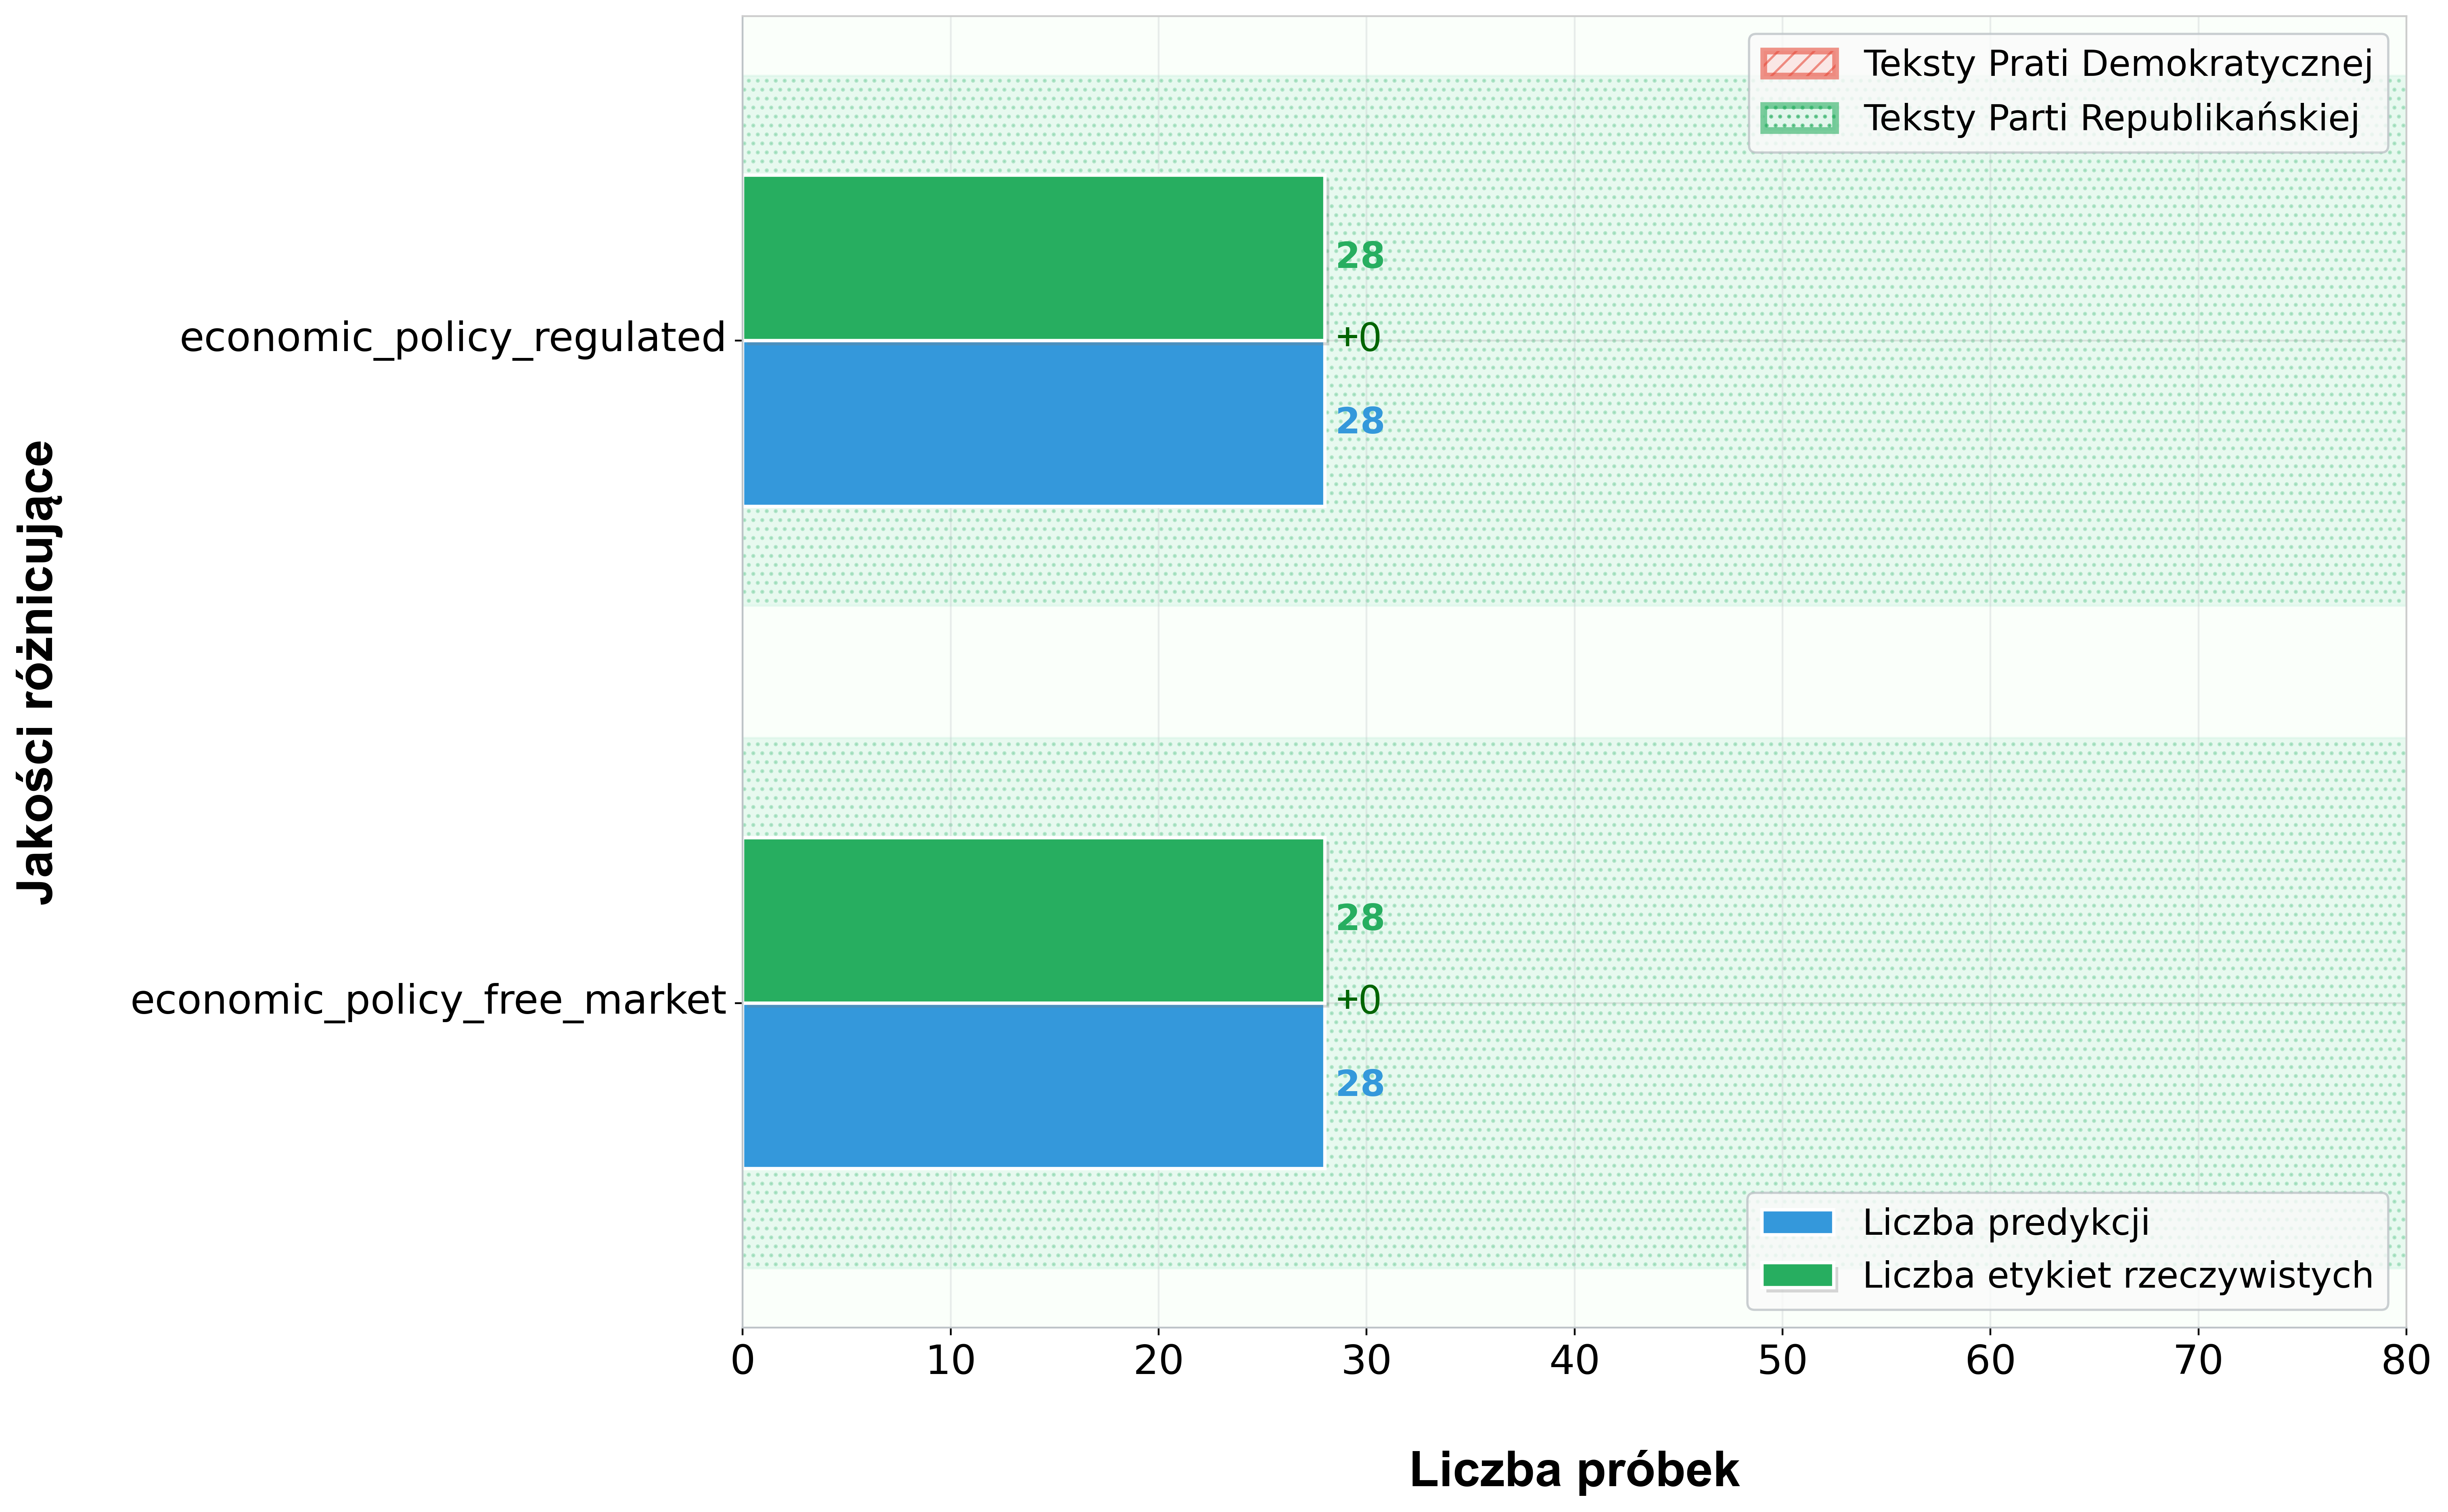 Teksty Prati Demokratycznej
Teksty Parti Republikańskiej
28
economic_policy_regulated
+0
28
Jakości różnicujące
28
economic_policy_free_market
+0
28
Liczba predykcji
Liczba etykiet rzeczywistych
0 10 20 30 40 50 60 70 80
Liczba próbek